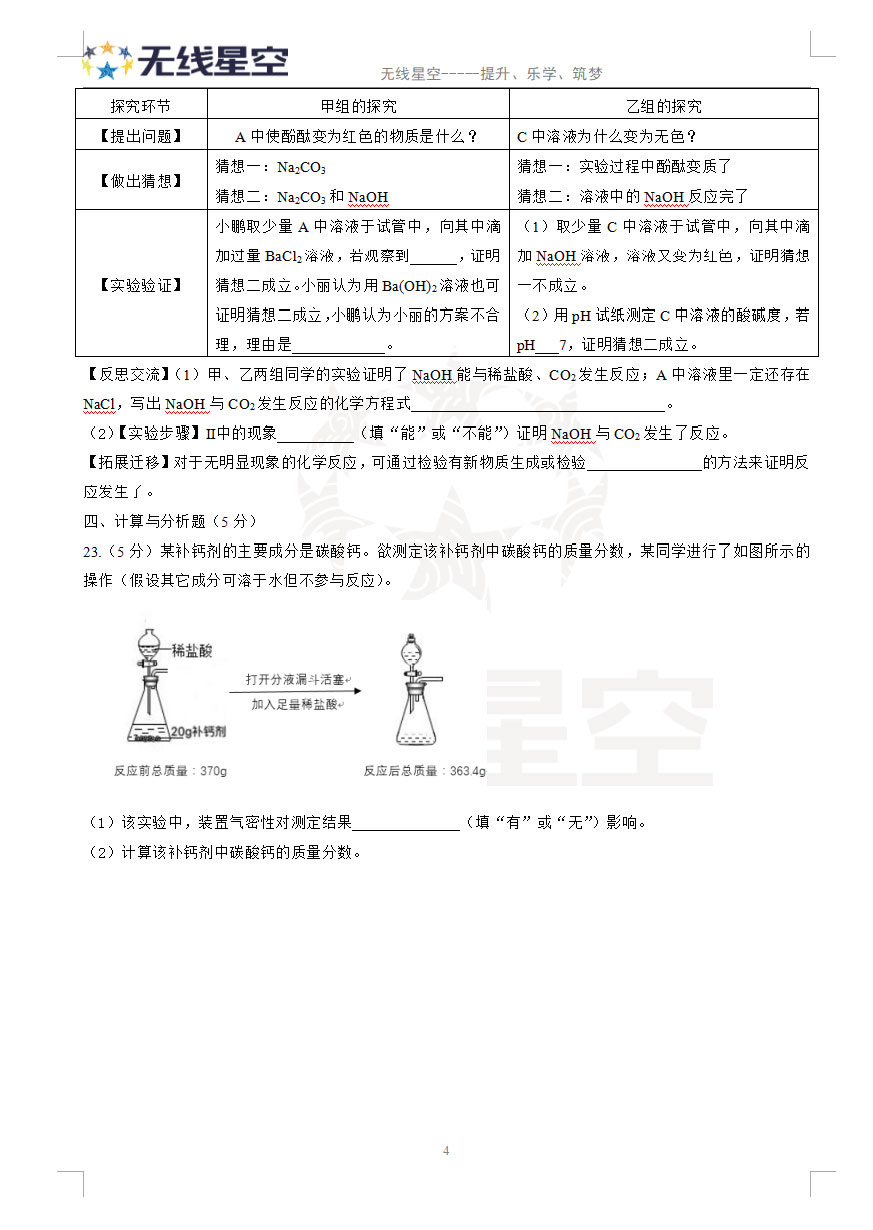 无线星空
无线星空-----提升、乐学、筑梦
探究环节 甲组的探究 乙组的探究
【提出问题】 A 中使酚酞变为红色的物质是什么？ C 中溶液为什么变为无色？
【做出猜想】
猜想一：Na₂CO₃
猜想二：Na₂CO₃ 和 NaOH
猜想一：实验过程中酚酞变质了
猜想二：溶液中的 NaOH 反应完了
【实验验证】
小鹏取少量 A 中溶液于试管中，向其中滴
加过量 BaCl₂ 溶液，若观察到______，证明
猜想二成立。小丽认为用 Ba(OH)₂ 溶液也可
证明猜想二成立，小鹏认为小丽的方案不合
理，理由是____________。
（1）取少量 C 中溶液于试管中，向其中滴
加 NaOH 溶液，溶液又变为红色，证明猜想
一不成立。
（2）用 pH 试纸测定 C 中溶液的酸碱度，若
pH___7，证明猜想二成立。
【反思交流】（1）甲、乙两组同学的实验证明了 NaOH 能与稀盐酸、CO₂ 发生反应；A 中溶液里一定还存在
NaCl，写出 NaOH 与 CO₂ 发生反应的化学方程式________________________________。
（2）【实验步骤】Ⅱ中的现象__________（填“能”或“不能”）证明 NaOH 与 CO₂ 发生了反应。
【拓展迁移】对于无明显现象的化学反应，可通过检验有新物质生成或检验_______________的方法来证明反
应发生了。
四、计算与分析题（5 分）
23.（5 分）某补钙剂的主要成分是碳酸钙。欲测定该补钙剂中碳酸钙的质量分数，某同学进行了如图所示的
操作（假设其它成分可溶于水但不参与反应）。
稀盐酸
20g补钙剂
打开分液漏斗活塞
加入足量稀盐酸
反应前总质量：370g
反应后总质量：363.4g
星空
（1）该实验中，装置气密性对测定结果______________（填“有”或“无”）影响。
（2）计算该补钙剂中碳酸钙的质量分数。
4